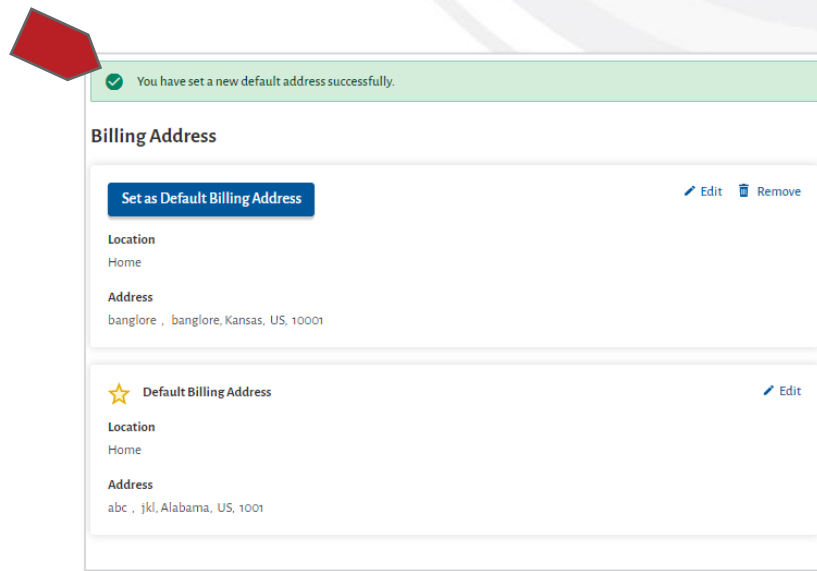 You have set a new default address successfully.
Billing Address
Set as Default Billing Address
Edit Remove
Location
Home
Address
banglore , banglore, Kansas, US, 10001
Default Billing Address
Edit
Location
Home
Address
abc , jkl, Alabama, US, 1001